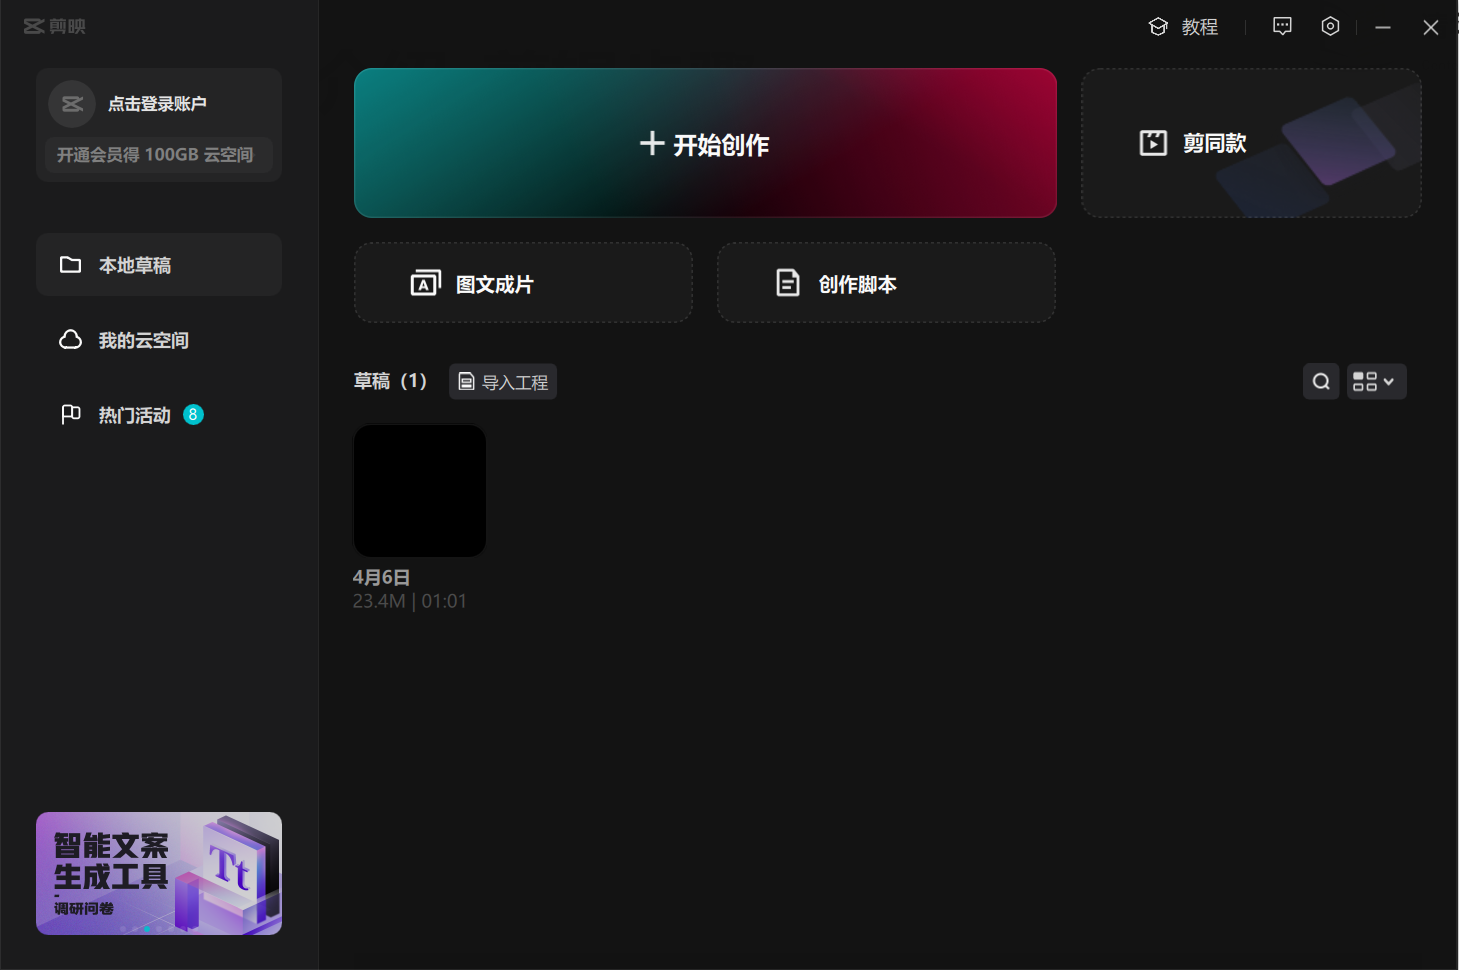 剪映
教程
点击登录账户
开通会员得 100GB 云空间
开始创作
剪同款
本地草稿
图文成片
创作脚本
我的云空间
草稿（1）
导入工程
热门活动 8
4月6日
23.4M | 01:01
智能文案
生成工具
Tt
调研问卷